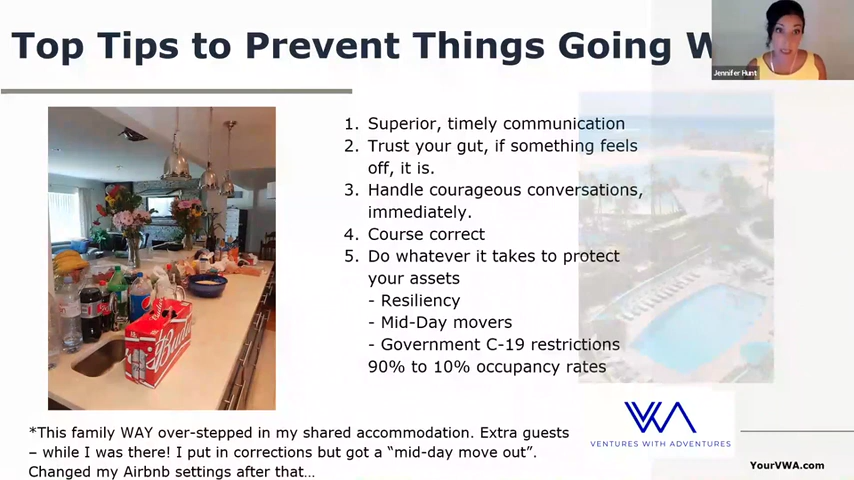 Top Tips to Prevent Things Going W
Jennifer Hunt
1. Superior, timely communication
2. Trust your gut, if something feels
off, it is.
3. Handle courageous conversations,
immediately.
4. Course correct
5. Do whatever it takes to protect
your assets
- Resiliency
- Mid-Day movers
- Government C-19 restrictions
90% to 10% occupancy rates
Budweiser
*This family WAY over-stepped in my shared accommodation. Extra guests
– while I was there! I put in corrections but got a “mid-day move out”.
Changed my Airbnb settings after that…
VWA
VENTURES WITH ADVENTURES
YourVWA.com